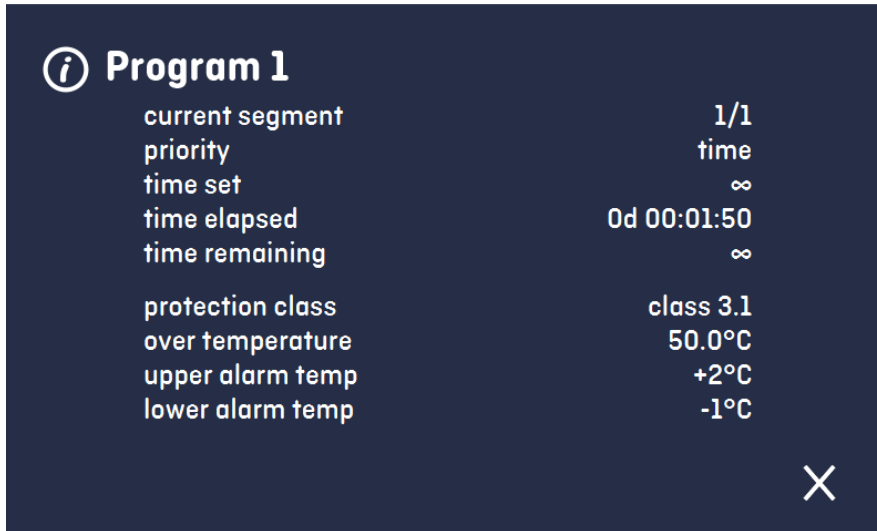 i Program 1
current segment 1/1
priority time
time set ∞
time elapsed 0d 00:01:50
time remaining ∞
protection class class 3.1
over temperature 50.0°C
upper alarm temp +2°C
lower alarm temp -1°C